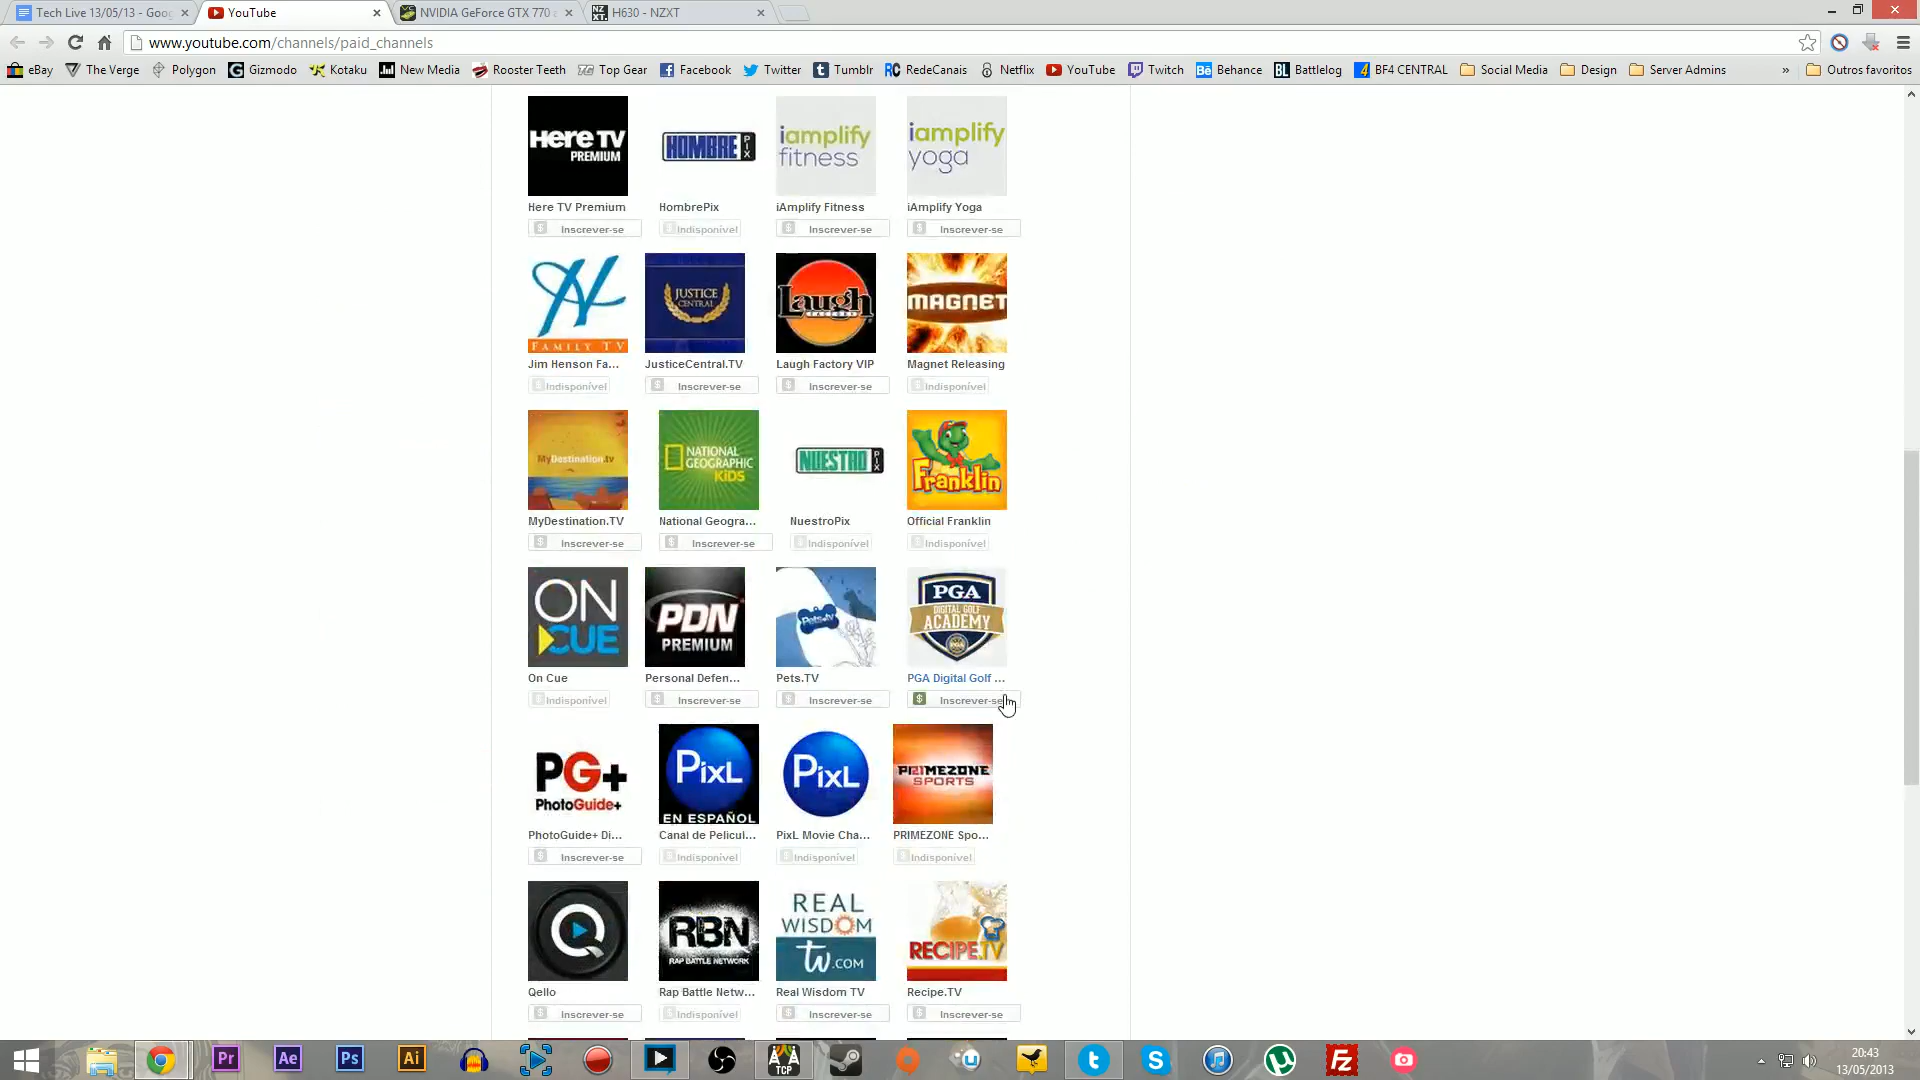 Tech Live 13/05/13 - Goo
YouTube
NVIDIA GeForce GTX 770
H630 - NZXT
www.youtube.com/channels/paid_channels
eBay The Verge Polygon Gizmodo Kotaku New Media Rooster Teeth Top Gear Facebook Twitter Tumblr RedeCanais Netflix YouTube Twitch Behance Battlelog BF4 CENTRAL Social Media Design Server Admins » Outros favoritos
Here TV PREMIUM HOMBRE PIX iamplify fitness iamplify yoga
Here TV Premium HombrePix iAmplify Fitness iAmplify Yoga
Inscrever-se Indisponível Inscrever-se Inscrever-se
FAMILY TV JUSTICE CENTRAL Laugh FACTORY MAGNET
Jim Henson Fa... JusticeCentral.TV Laugh Factory VIP Magnet Releasing
Indisponível Inscrever-se Inscrever-se Indisponível
MyDestination.tv NATIONAL GEOGRAPHIC KiDS NUESTRO PIX Franklin
MyDestination.TV National Geogra... NuestroPix Official Franklin
Inscrever-se Inscrever-se Indisponível Indisponível
ON CUE PDN PREMIUM Pets.tv PGA DIGITAL GOLF ACADEMY
On Cue Personal Defen... Pets.TV PGA Digital Golf ...
Indisponível Inscrever-se Inscrever-se Inscrever-se
PG+ PhotoGuide+ PixL EN ESPAÑOL PixL PRIMEZONE SPORTS
PhotoGuide+ Di... Canal de Pelicul... PixL Movie Cha... PRIMEZONE Spo...
Inscrever-se Indisponível Indisponível Indisponível
Q RBN RAP BATTLE NETWORK REAL WISDOM tv.COM RECIPE.TV
Qello Rap Battle Netw... Real Wisdom TV Recipe.TV
Inscrever-se Indisponível Inscrever-se Inscrever-se
Pr Ae Ps Ai TCP
20:43
13/05/2013